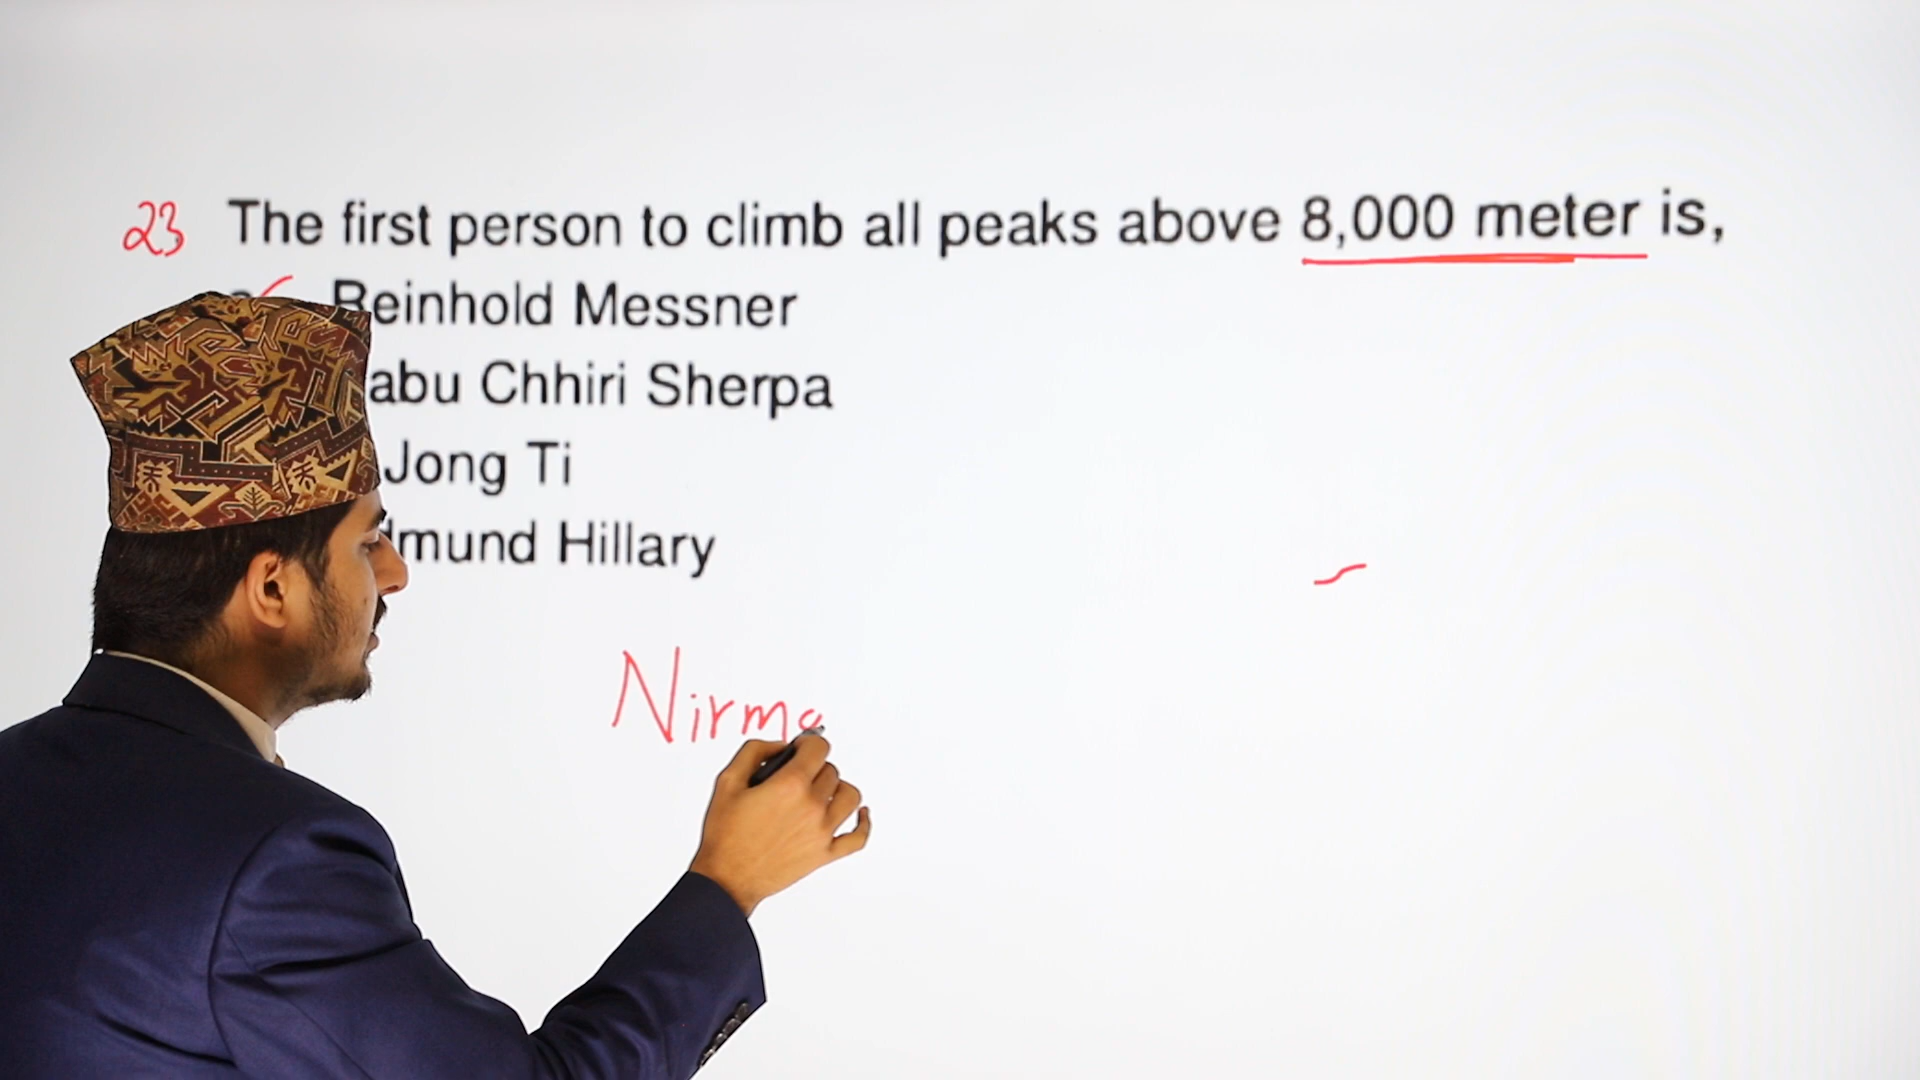 23 The first person to climb all peaks above 8,000 meter is,
Reinhold Messner
abu Chhiri Sherpa
Jong Ti
dmund Hillary
Nirma